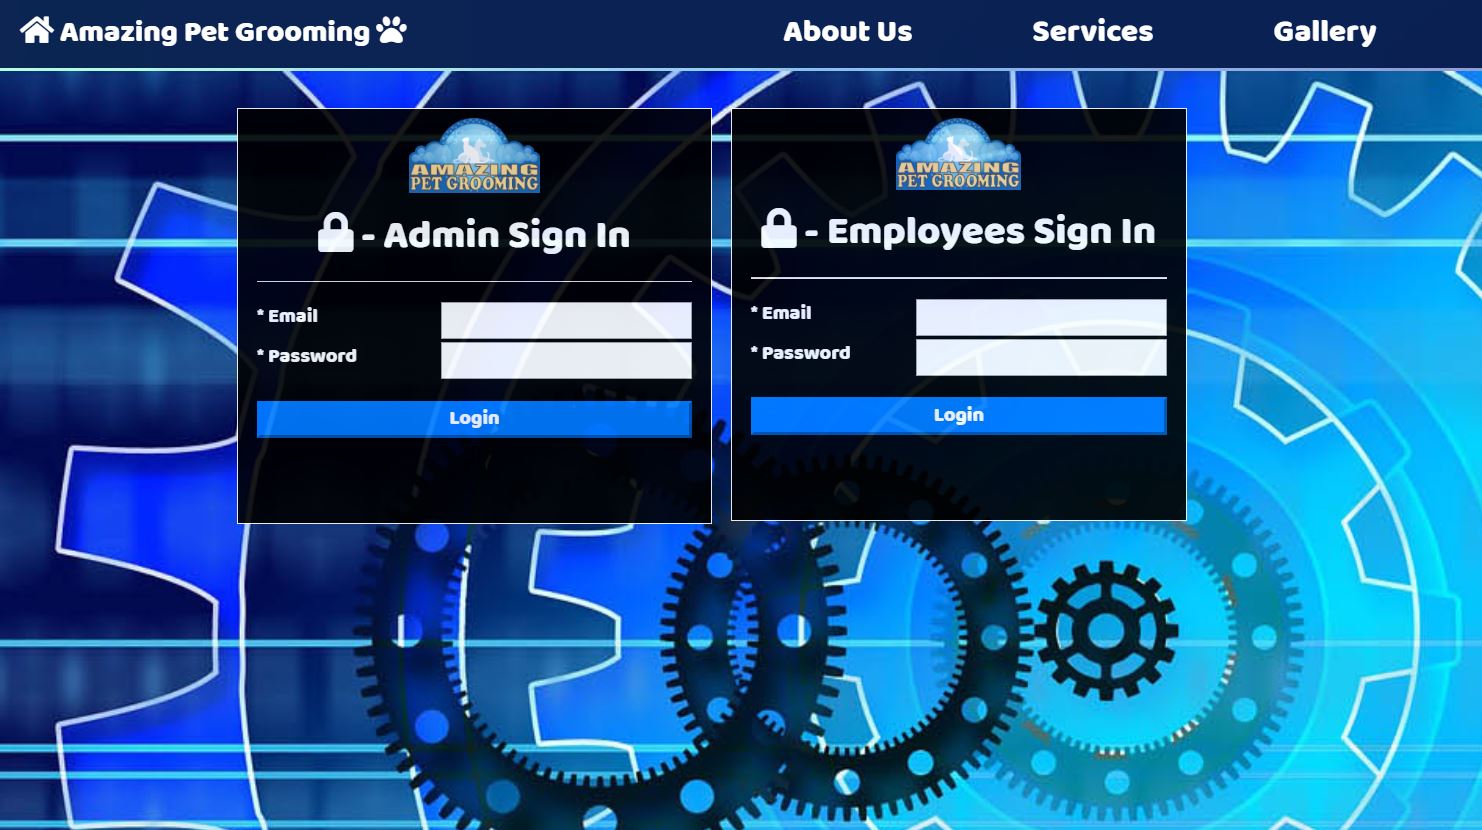 Amazing Pet Grooming
About Us
Services
Gallery
AMAZING
PET GROOMING
- Admin Sign In
* Email
* Password
Login
AMAZING
PET GROOMING
- Employees Sign In
* Email
* Password
Login